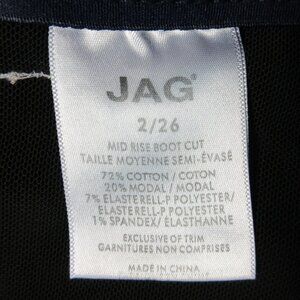 JAG®
2/26
MID RISE BOOT CUT
TAILLE MOYENNE SEMI-ÉVASÉ
72% COTTON / COTON
20% MODAL / MODAL
7% ELASTERELL-P POLYESTER/
ELASTERELL-P POLYESTER
1% SPANDEX/ ELASTHANNE
EXCLUSIVE OF TRIM
GARNITURES NON COMPRISES
MADE IN CHINA